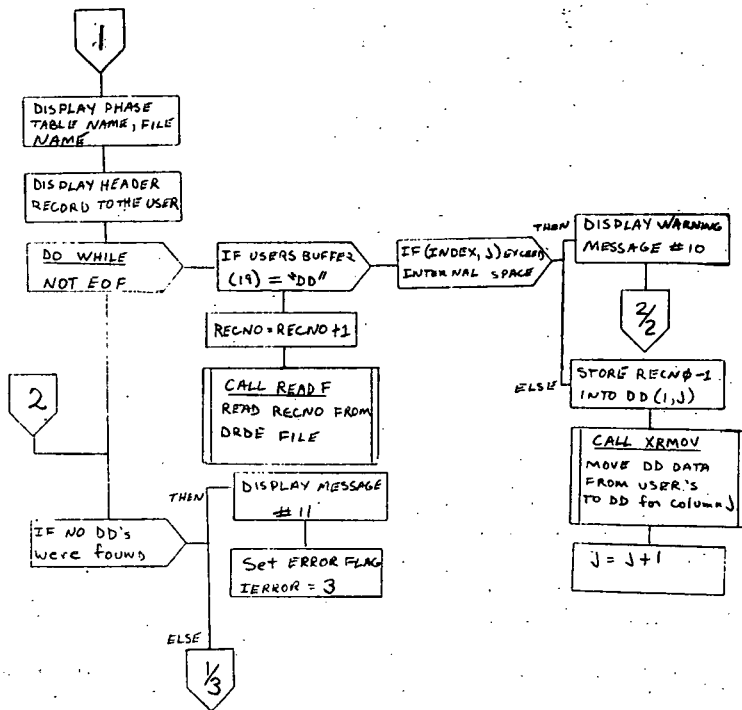 1
DISPLAY PHASE
TABLE NAME, FILE
NAME
DISPLAY HEADER
RECORD TO THE USER
DO WHILE
NOT EOF
IF USERS BUFFER
(19) = "DD"
IF (INDEX, J) EXCEED
INTERNAL SPACE
THEN
DISPLAY WARNING
MESSAGE #10
2/2
ELSE
STORE RECNØ-1
INTO DD (1,J)
CALL XRMOV
MOVE DD DATA
FROM USER'S
TO DD for column J
J = J+1
RECNO = RECNO +1
CALL READF
READ RECNO FROM
DRDE FILE
2
IF NO DD's
were found
THEN
DISPLAY MESSAGE
#11
Set ERROR FLAG
IERROR = 3
ELSE
1/3